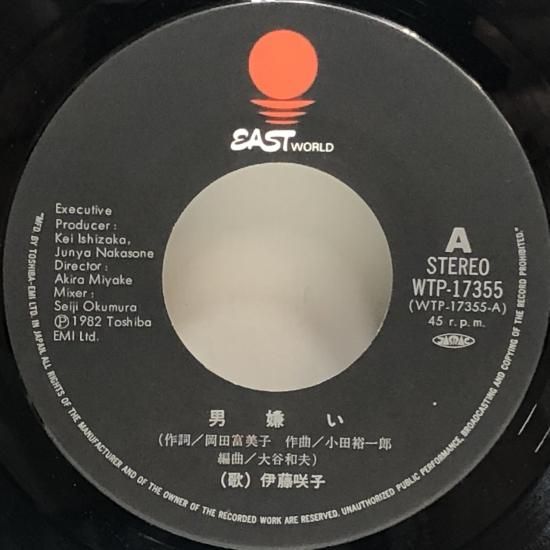 EAST WORLD
Executive
Producer :
Kei Ishizaka,
Junya Nakasone
Director :
Akira Miyake
Mixer :
Seiji Okumura
Ⓟ 1982 Toshiba
EMI Ltd.
A
STEREO
WTP-17355
(WTP-17355-A)
45 r.p.m.
JASRAC
男嫌い
(作詞/岡田富美子 作曲/小田裕一郎
編曲/大谷和夫)
(歌) 伊藤咲子
"MFD. BY TOSHIBA-EMI LTD. IN JAPAN. ALL RIGHTS OF THE MANUFACTURER AND OF THE OWNER OF THE RECORDED WORK ARE RESERVED. UNAUTHORIZED PUBLIC PERFORMANCE, BROADCASTING AND COPYING OF THE RECORD PROHIBITED."